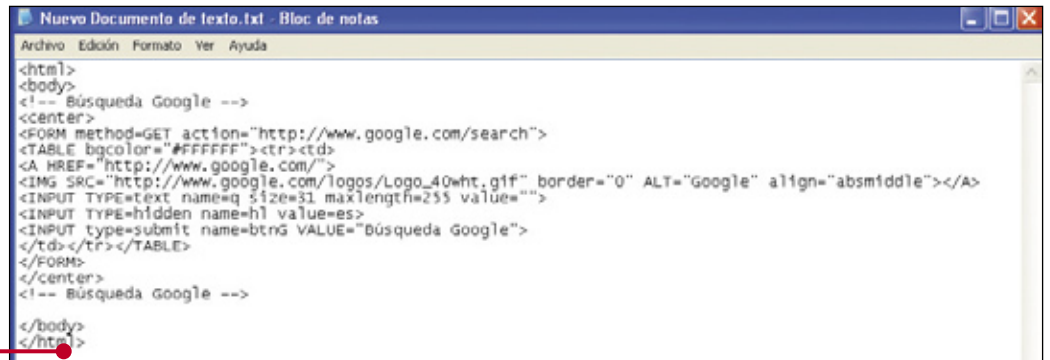 Nuevo Documento de texto.txt - Bloc de notas
Archivo Edición Formato Ver Ayuda
<html>
<body>
<!-- Búsqueda Google -->
<center>
<FORM method=GET action="http://www.google.com/search">
<TABLE bgcolor="#FFFFFF"><tr><td>
<A HREF="http://www.google.com/">
<IMG SRC="http://www.google.com/logos/Logo_40wht.gif" border="0" ALT="Google" align="absmiddle"></A>
<INPUT TYPE=text name=q size=31 maxlength=255 value="">
<INPUT TYPE=hidden name=hl value=es>
<INPUT type=submit name=btnG VALUE="Búsqueda Google">
</td></tr></TABLE>
</FORM>
</center>
<!-- Búsqueda Google -->
</body>
</html>